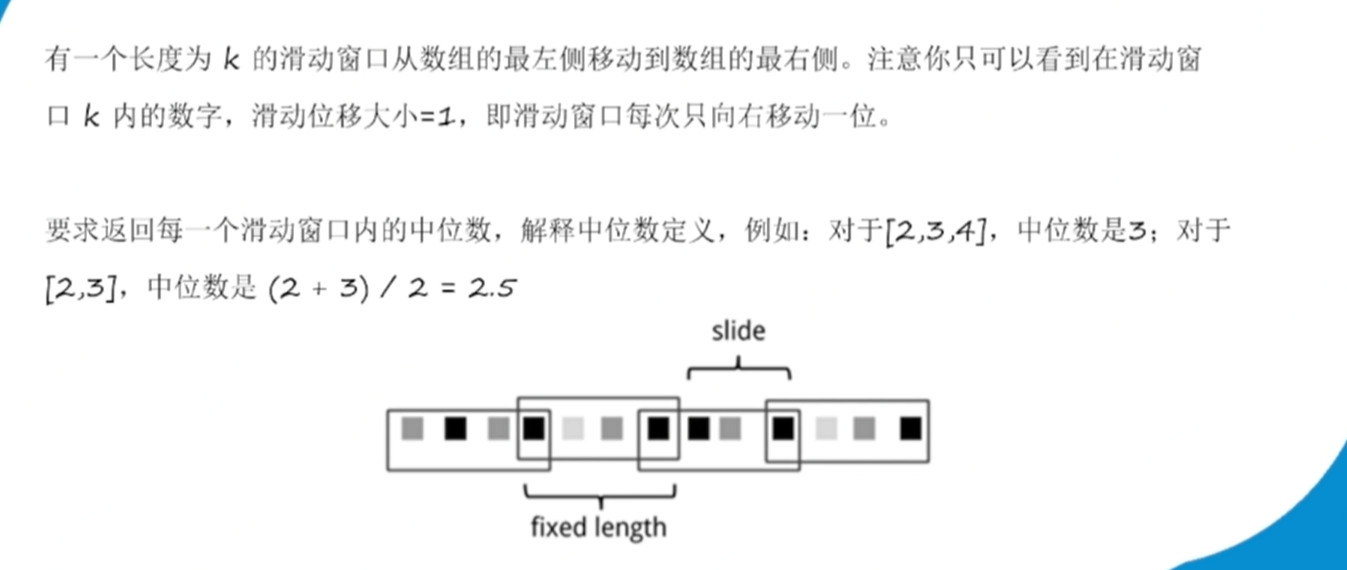 有一个长度为 k 的滑动窗口从数组的最左侧移动到数组的最右侧。注意你只可以看到在滑动窗
口 k 内的数字，滑动位移大小=1，即滑动窗口每次只向右移动一位。
要求返回每一个滑动窗口内的中位数，解释中位数定义，例如：对于[2,3,4]，中位数是3；对于
[2,3]，中位数是 (2 + 3) / 2 = 2.5
slide
fixed length